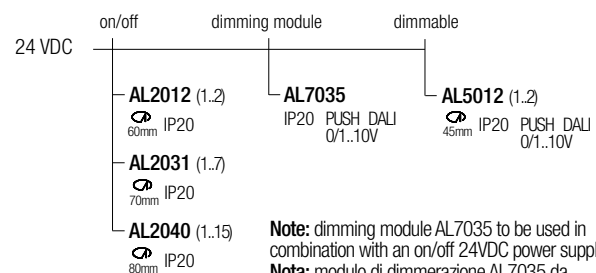 on/off dimming module dimmable
24 VDC
AL2012 (1..2)
60mm IP20
AL2031 (1..7)
70mm IP20
AL2040 (1..15)
80mm IP20
AL7035
IP20 PUSH DALI
0/1..10V
AL5012 (1..2)
45mm IP20 PUSH DALI
0/1..10V
Note: dimming module AL7035 to be used in
combination with an on/off 24VDC power suppl
Nota: modulo di dimmerazione AL7035 da